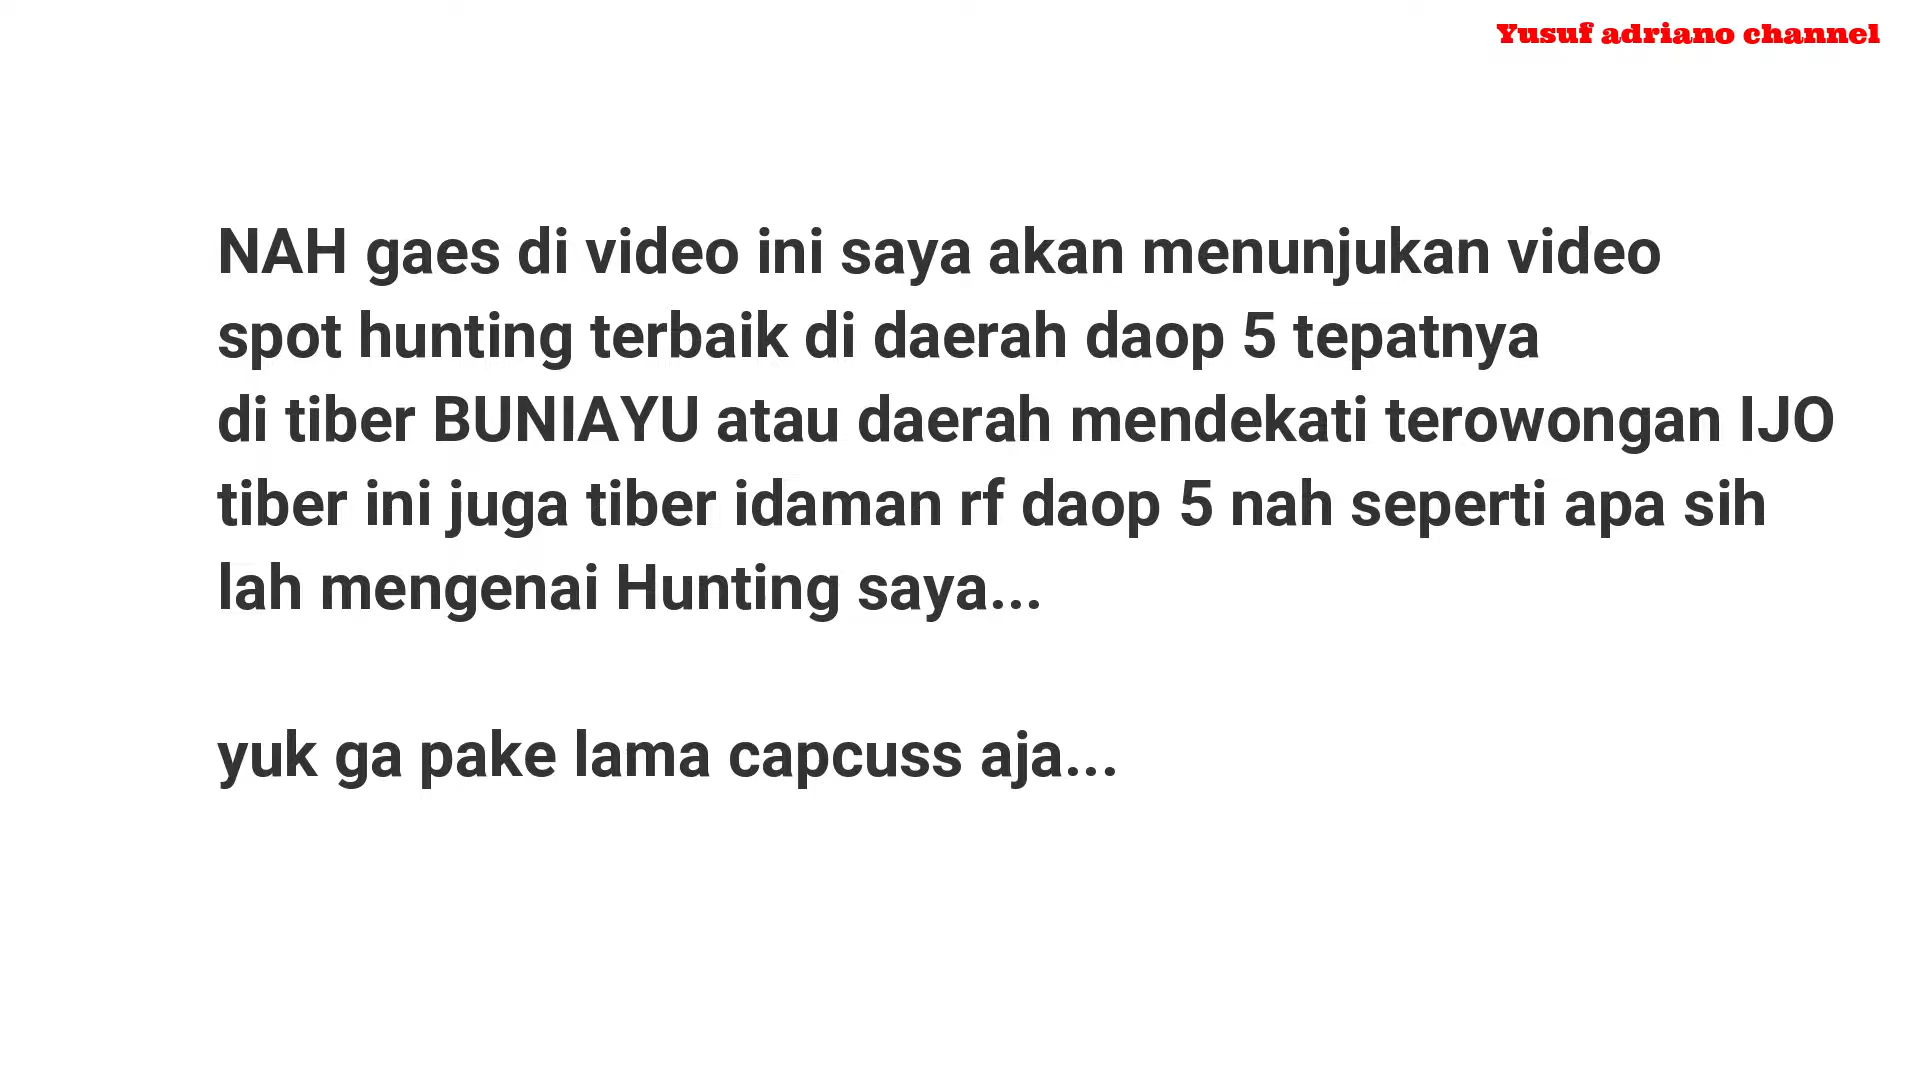 Yusuf adriano channel
NAH gaes di video ini saya akan menunjukan video
spot hunting terbaik di daerah daop 5 tepatnya
di tiber BUNIAYU atau daerah mendekati terowongan IJO
tiber ini juga tiber idaman rf daop 5 nah seperti apa sih
lah mengenai Hunting saya...
yuk ga pake lama capcuss aja...